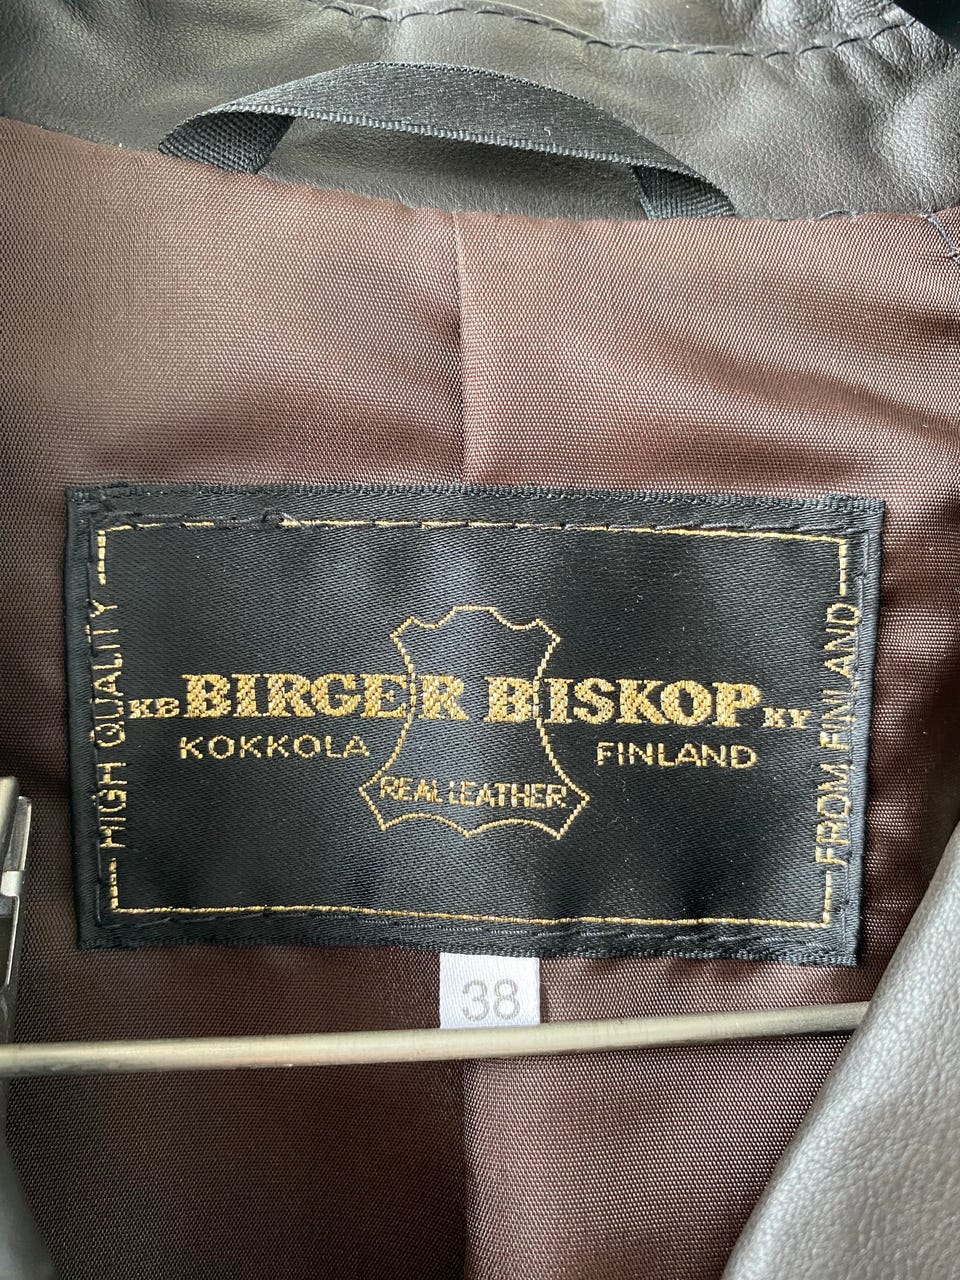 HIGH QUALITY
KB BIRGER BISKOP KY
KOKKOLA FINLAND
REAL LEATHER
FROM FINLAND
38